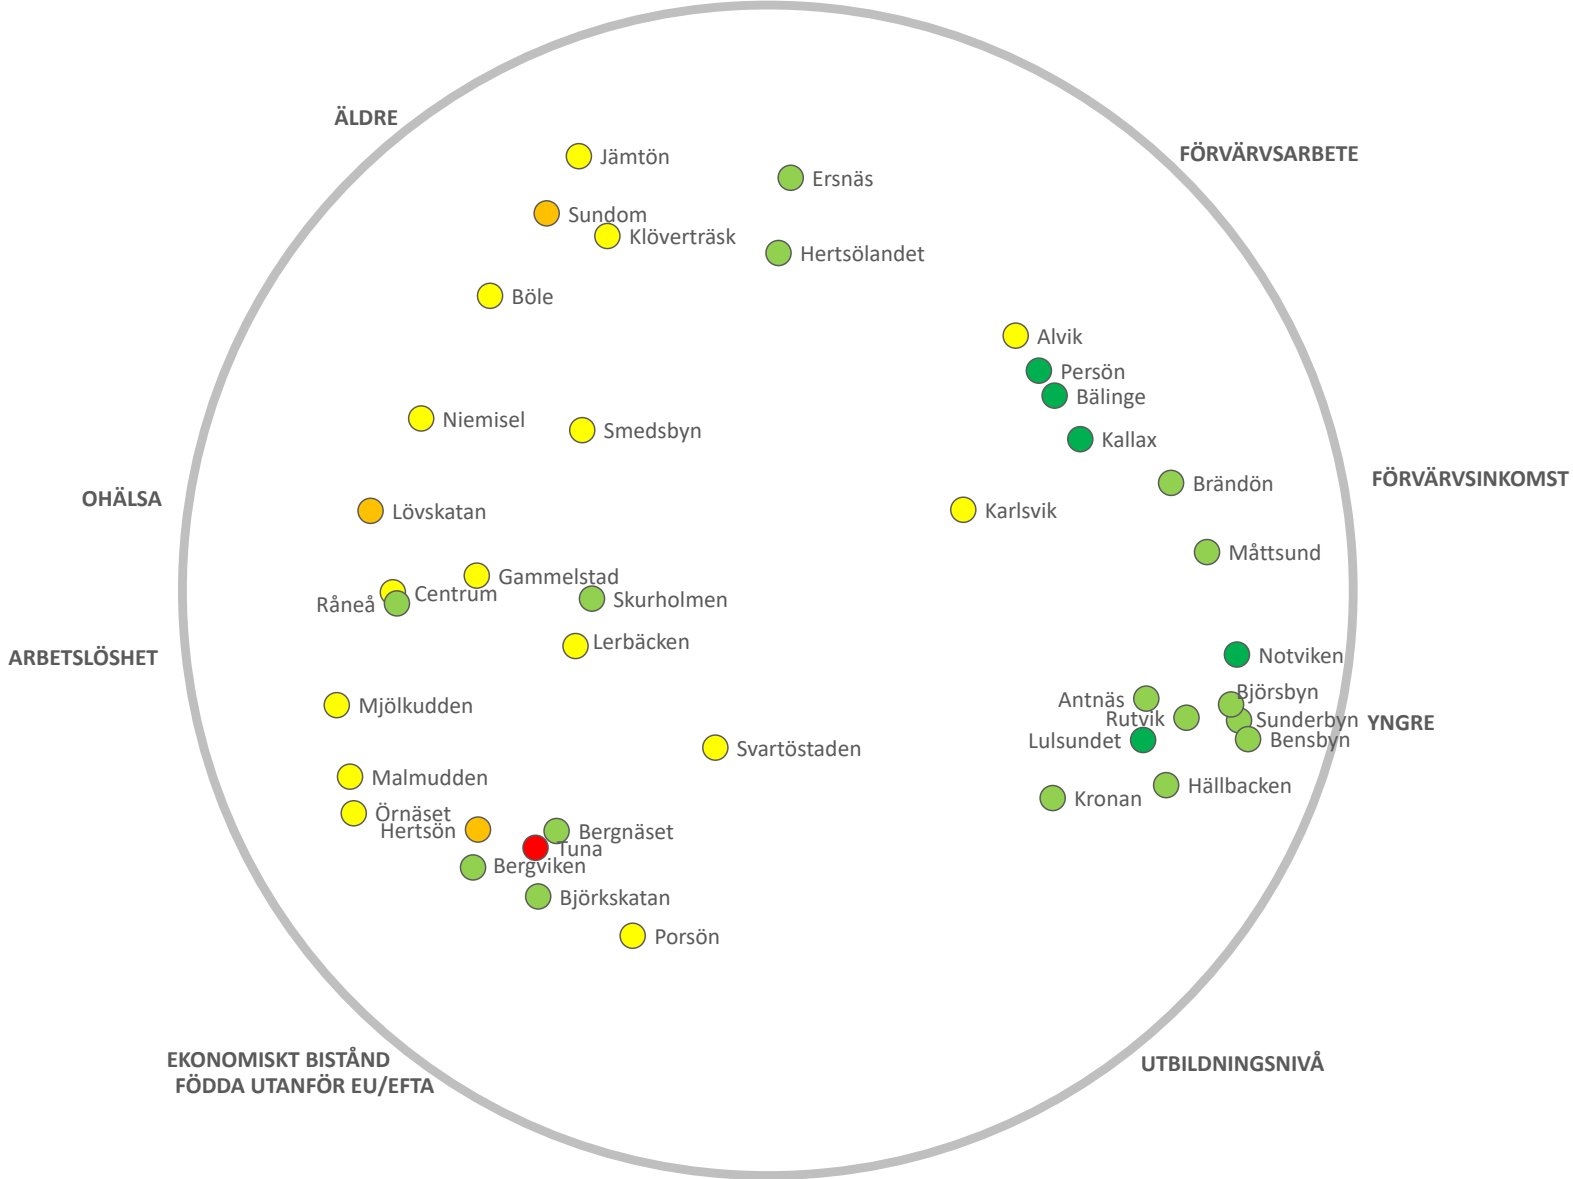 ÄLDRE
FÖRVÄRVSARBETE
Jämtön
Ersnäs
Sundom
Klöverträsk
Hertsölandet
Böle
Alvik
Persön
Bälinge
Niemisel
Smedsbyn
Kallax
FÖRVÄRVSINKOMST
Brändön
OHÄLSA
Lövskatan
Karlsvik
Måttsund
Gammelstad
Centrum
Råneå
Skurholmen
Lerbäcken
ARBETSLÖSHET
Notviken
Björsbyn
Antnäs
Mjölkudden
Rutvik
Sunderbyn
YNGRE
Lulsundet
Bensbyn
Svartöstaden
Malmudden
Hällbacken
Kronan
Örnäset
Hertsön
Bergnäset
Tuna
Bergviken
Björkskatan
Porsön
EKONOMISKT BISTÅND
FÖDDA UTANFÖR EU/EFTA
UTBILDNINGSNIVÅ